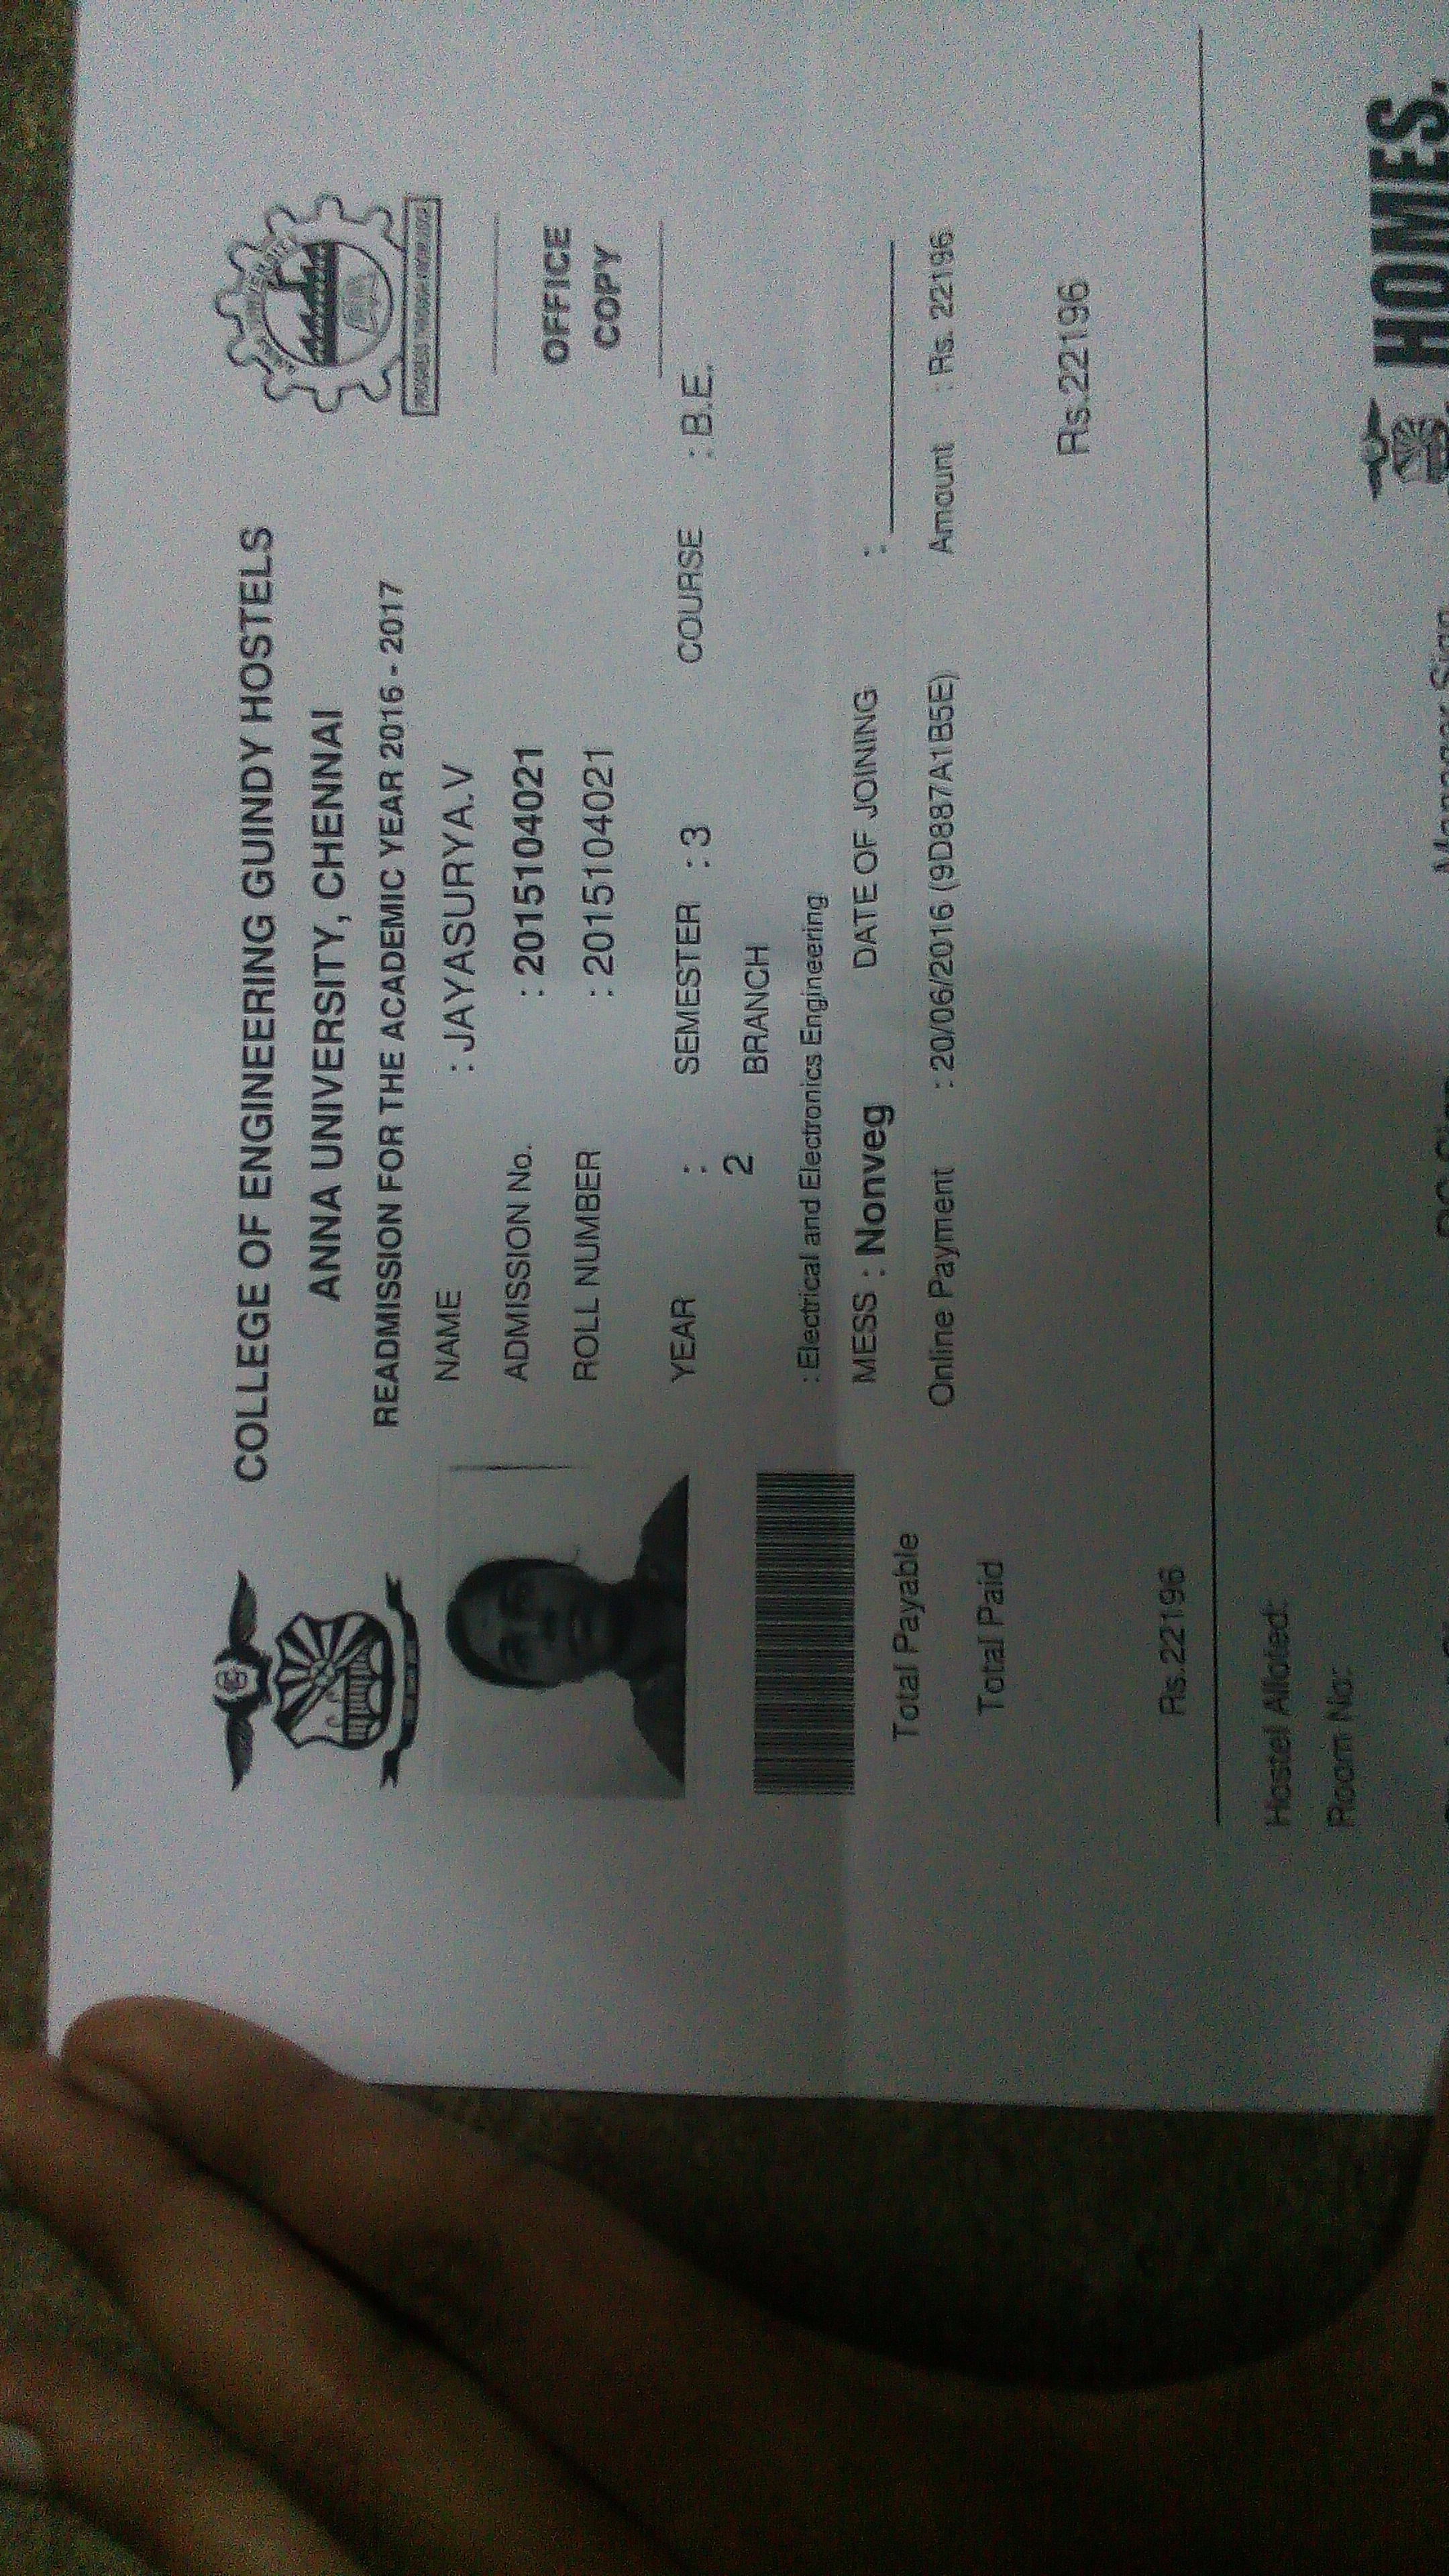 COLLEGE OF ENGINEERING GUINDY HOSTELS
ANNA UNIVERSITY, CHENNAI
READMISSION FOR THE ACADEMIC YEAR 2016 - 2017
PROGRESS THROUGH KNOWLEDGE
NAME : JAYASURYA.V
ADMISSION No. : 2015104021
ROLL NUMBER : 2015104021
OFFICE
COPY
YEAR : 2 SEMESTER : 3 COURSE : B.E.
BRANCH
: Electrical and Electronics Engineering
MESS : Nonveg DATE OF JOINING :
Total Payable Online Payment : 20/06/2016 (9D887A1B5E) Amount : Rs. 22196
Total Paid
Rs.22196
Rs.22196
Hostel Alloted:
Room No:
HOMES.
Manager Sign